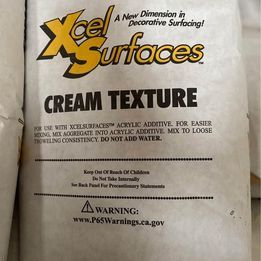 Xcel
A New Dimension in
Decorative Surfacing!
Surfaces™
CREAM TEXTURE
FOR USE WITH XCELSURFACES™ ACRYLIC ADDITIVE. FOR EASIER
MIXING, MIX AGGREGATE INTO ACRYLIC ADDITIVE. MIX TO LOOSE
TROWELING CONSISTENCY. DO NOT ADD WATER.
Keep Out Of Reach Of Children
Do Not Take Internally
See Back Panel For Precautionary Statements
WARNING:
www.P65Warnings.ca.gov